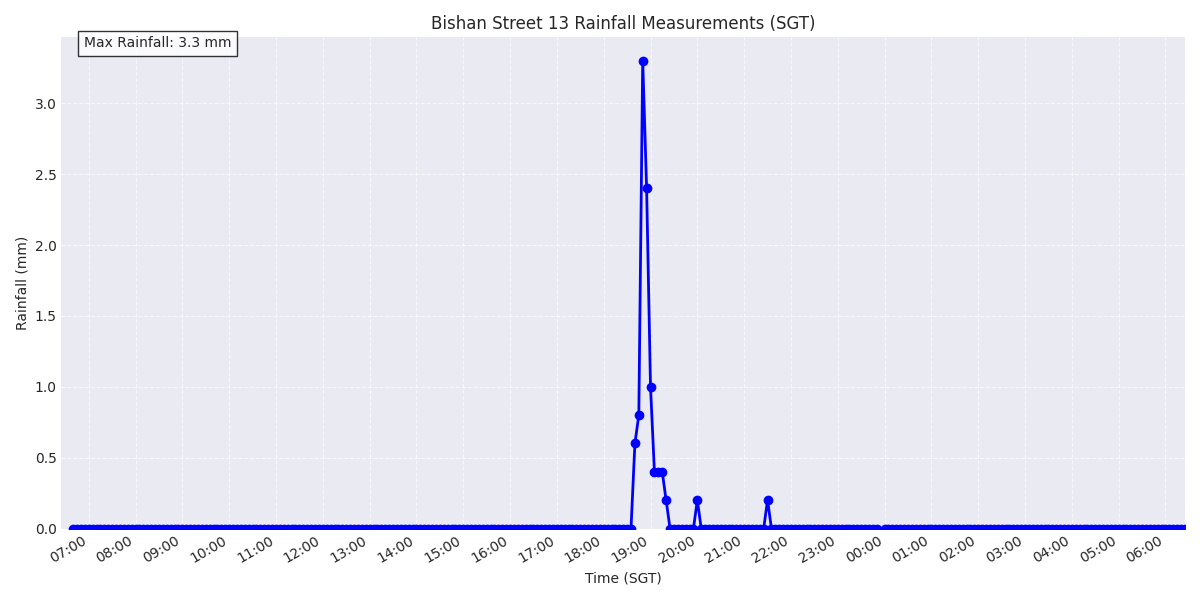 Bishan Street 13 Rainfall Measurements (SGT)
Max Rainfall: 3.3 mm
Rainfall (mm)
3.0
2.5
2.0
1.5
1.0
0.5
0.0
07:00 08:00 09:00 10:00 11:00 12:00 13:00 14:00 15:00 16:00 17:00 18:00 19:00 20:00 21:00 22:00 23:00 00:00 01:00 02:00 03:00 04:00 05:00 06:00
Time (SGT)